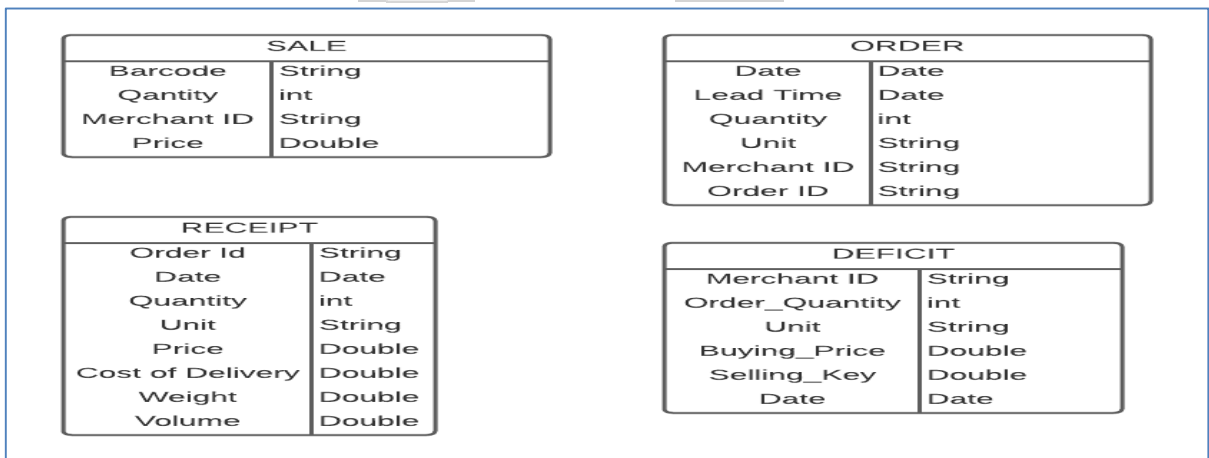 SALE
Barcode String
Qantity int
Merchant ID String
Price Double
ORDER
Date Date
Lead Time Date
Quantity int
Unit String
Merchant ID String
Order ID String
RECEIPT
Order Id String
Date Date
Quantity int
Unit String
Price Double
Cost of Delivery Double
Weight Double
Volume Double
DEFICIT
Merchant ID String
Order_Quantity int
Unit String
Buying_Price Double
Selling_Key Double
Date Date